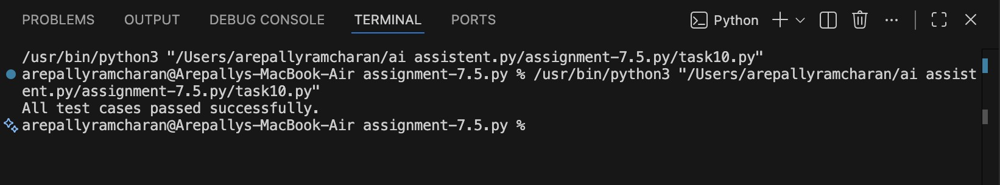 PROBLEMS OUTPUT DEBUG CONSOLE TERMINAL PORTS Python
/usr/bin/python3 "/Users/arepallyramcharan/ai assistent.py/assignment-7.5.py/task10.py"
arepallyramcharan@Arepallys-MacBook-Air assignment-7.5.py % /usr/bin/python3 "/Users/arepallyramcharan/ai assist
ent.py/assignment-7.5.py/task10.py"
All test cases passed successfully.
arepallyramcharan@Arepallys-MacBook-Air assignment-7.5.py %